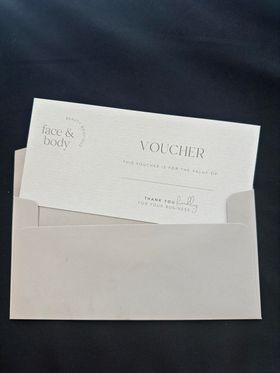 face &
body
VOUCHER
THIS VOUCHER IS FOR THE VALUE OF
THANK YOU kindly
FOR YOUR BUSINESS